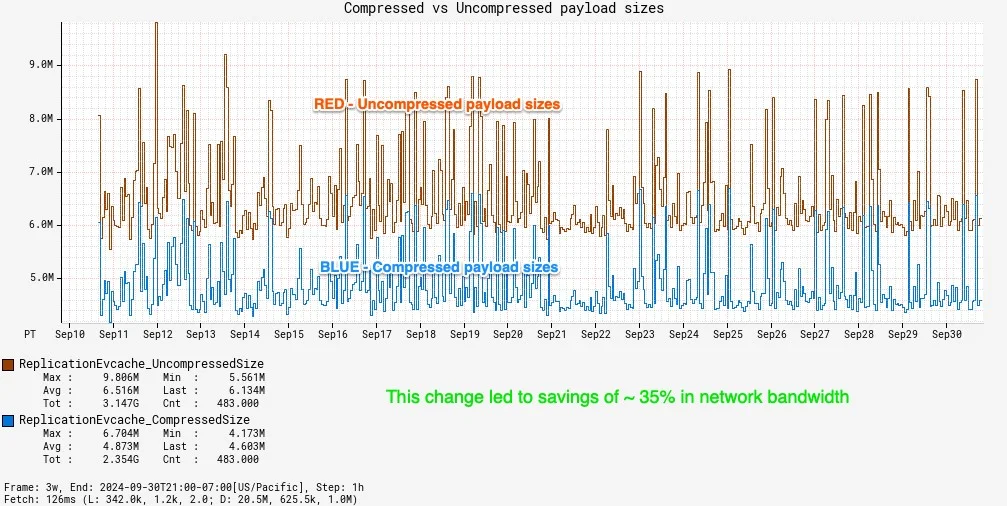 Compressed vs Uncompressed payload sizes
9.0M
8.0M
7.0M
6.0M
5.0M
RED - Uncompressed payload sizes
BLUE - Compressed payload sizes
PT Sep10 Sep11 Sep12 Sep13 Sep14 Sep15 Sep16 Sep17 Sep18 Sep19 Sep20 Sep21 Sep22 Sep23 Sep24 Sep25 Sep26 Sep27 Sep28 Sep29 Sep30
ReplicationEvcache_UncompressedSize
Max : 9.806M Min : 5.561M
Avg : 6.516M Last : 6.134M
Tot : 3.147G Cnt : 483.000
This change led to savings of ~ 35% in network bandwidth
ReplicationEvcache_CompressedSize
Max : 6.704M Min : 4.173M
Avg : 4.873M Last : 4.603M
Tot : 2.354G Cnt : 483.000
Frame: 3w, End: 2024-09-30T21:00-07:00[US/Pacific], Step: 1h
Fetch: 126ms (L: 342.0k, 1.2k, 2.0; D: 20.5M, 625.5k, 1.0M)